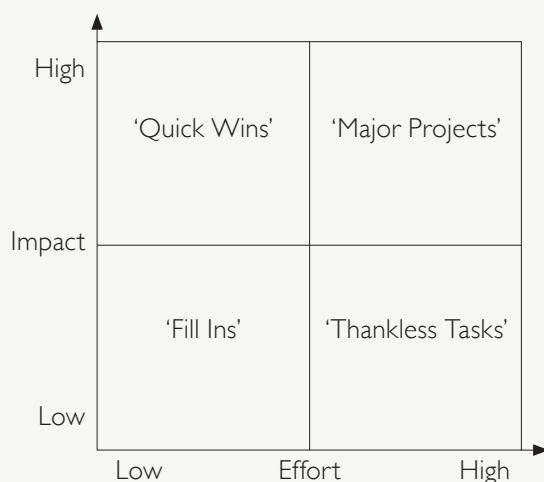 High
‘Quick Wins’
‘Major Projects’
Impact
‘Fill Ins’
‘Thankless Tasks’
Low
Low
Effort
High